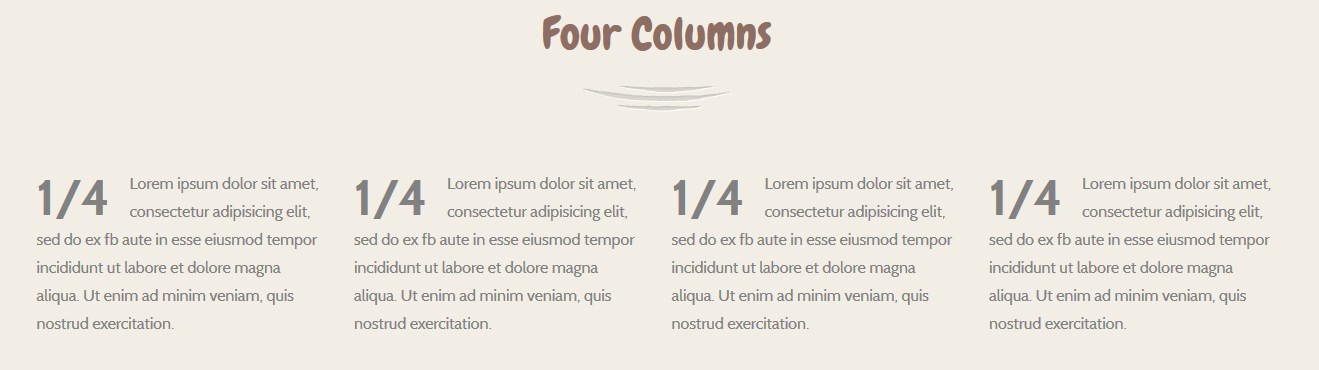 Four Columns
1/4 Lorem ipsum dolor sit amet,
consectetur adipisicing elit,
sed do ex fb aute in esse eiusmod tempor
incididunt ut labore et dolore magna
aliqua. Ut enim ad minim veniam, quis
nostrud exercitation.
1/4 Lorem ipsum dolor sit amet,
consectetur adipisicing elit,
sed do ex fb aute in esse eiusmod tempor
incididunt ut labore et dolore magna
aliqua. Ut enim ad minim veniam, quis
nostrud exercitation.
1/4 Lorem ipsum dolor sit amet,
consectetur adipisicing elit,
sed do ex fb aute in esse eiusmod tempor
incididunt ut labore et dolore magna
aliqua. Ut enim ad minim veniam, quis
nostrud exercitation.
1/4 Lorem ipsum dolor sit amet,
consectetur adipisicing elit,
sed do ex fb aute in esse eiusmod tempor
incididunt ut labore et dolore magna
aliqua. Ut enim ad minim veniam, quis
nostrud exercitation.